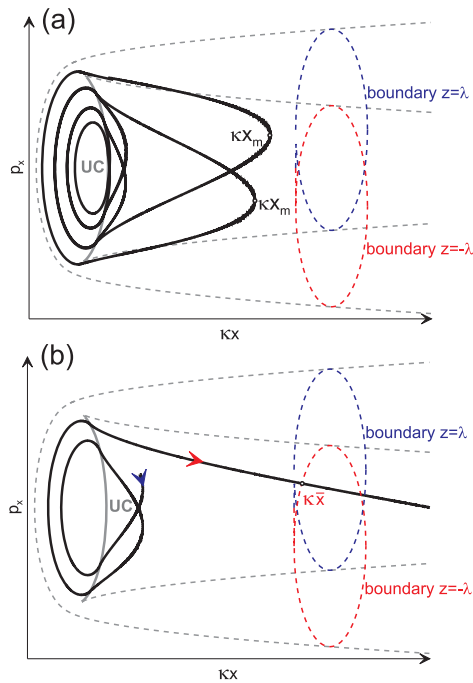 (a)
boundary z=λ
κx_m
UC
p_x
κx_m
boundary z=-λ
κx
(b)
boundary z=λ
UC
κx̄
p_x
boundary z=-λ
κx